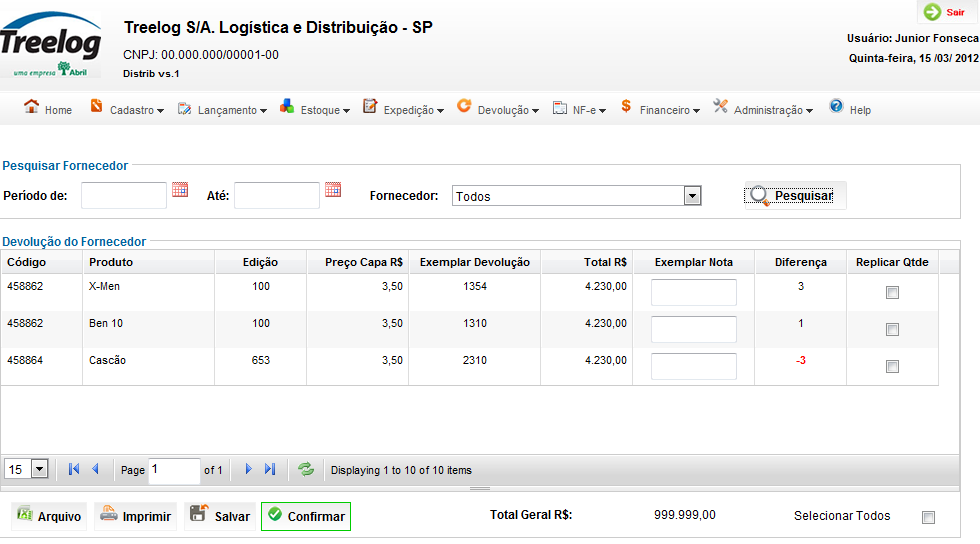 Sair
Treelog S/A. Logística e Distribuição - SP
Treelog
uma empresa Abril
CNPJ: 00.000.000/00001-00
Distrib vs.1
Usuário: Junior Fonseca
Quinta-feira, 15 /03/ 2012
Home Cadastro Lançamento Estoque Expedição Devolução NF-e Financeiro Administração Help
Pesquisar Fornecedor
Período de: Até: Fornecedor: Todos Pesquisar
Devolução do Fornecedor
Código Produto Edição Preço Capa R$ Exemplar Devolução Total R$ Exemplar Nota Diferença Replicar Qtde
458862 X-Men 100 3,50 1354 4.230,00 3
458862 Ben 10 100 3,50 1310 4.230,00 1
458864 Cascão 653 3,50 2310 4.230,00 -3
15 Page 1 of 1 Displaying 1 to 10 of 10 items
Arquivo Imprimir Salvar Confirmar Total Geral R$: 999.999,00 Selecionar Todos